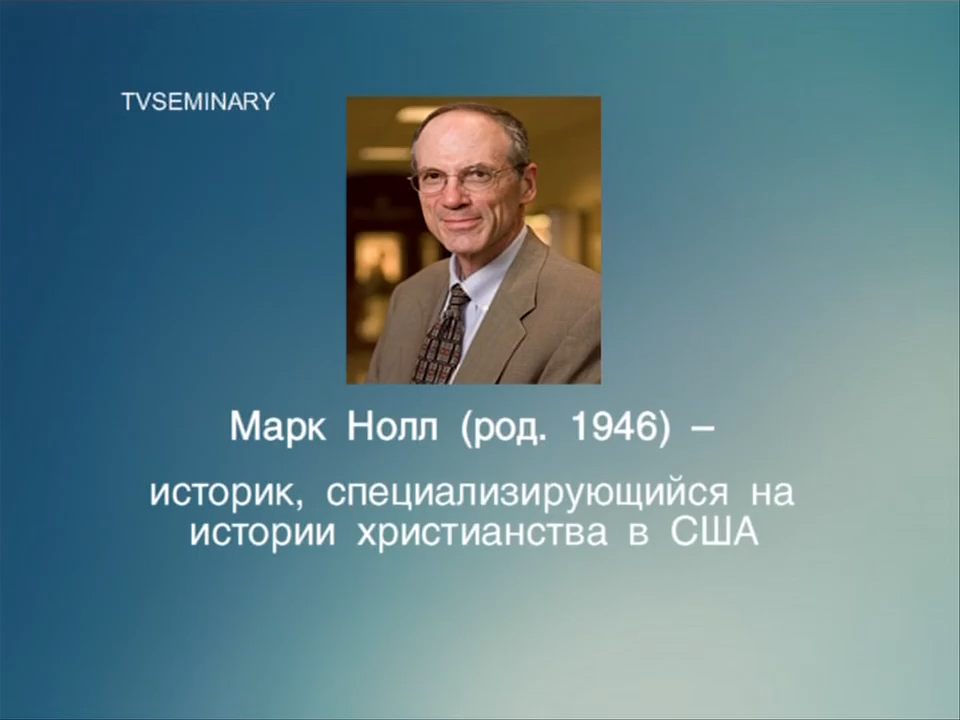 TVSEMINARY
Марк Нолл (род. 1946) –
историк, специализирующийся на
истории христианства в США